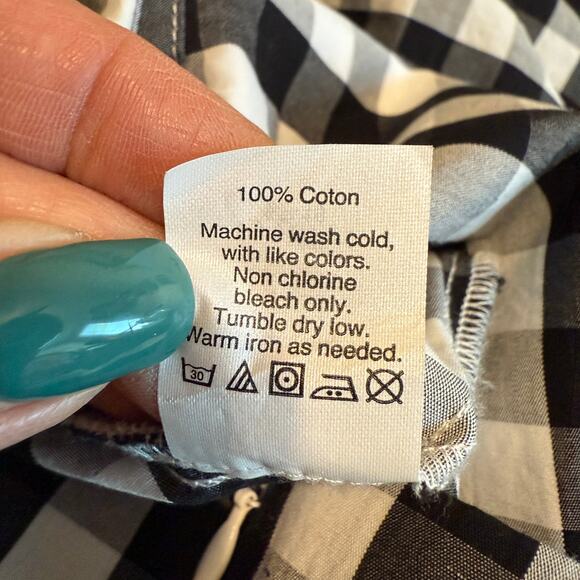 100% Coton
Machine wash cold,
with like colors.
Non chlorine
bleach only.
Tumble dry low.
Warm iron as needed.
30